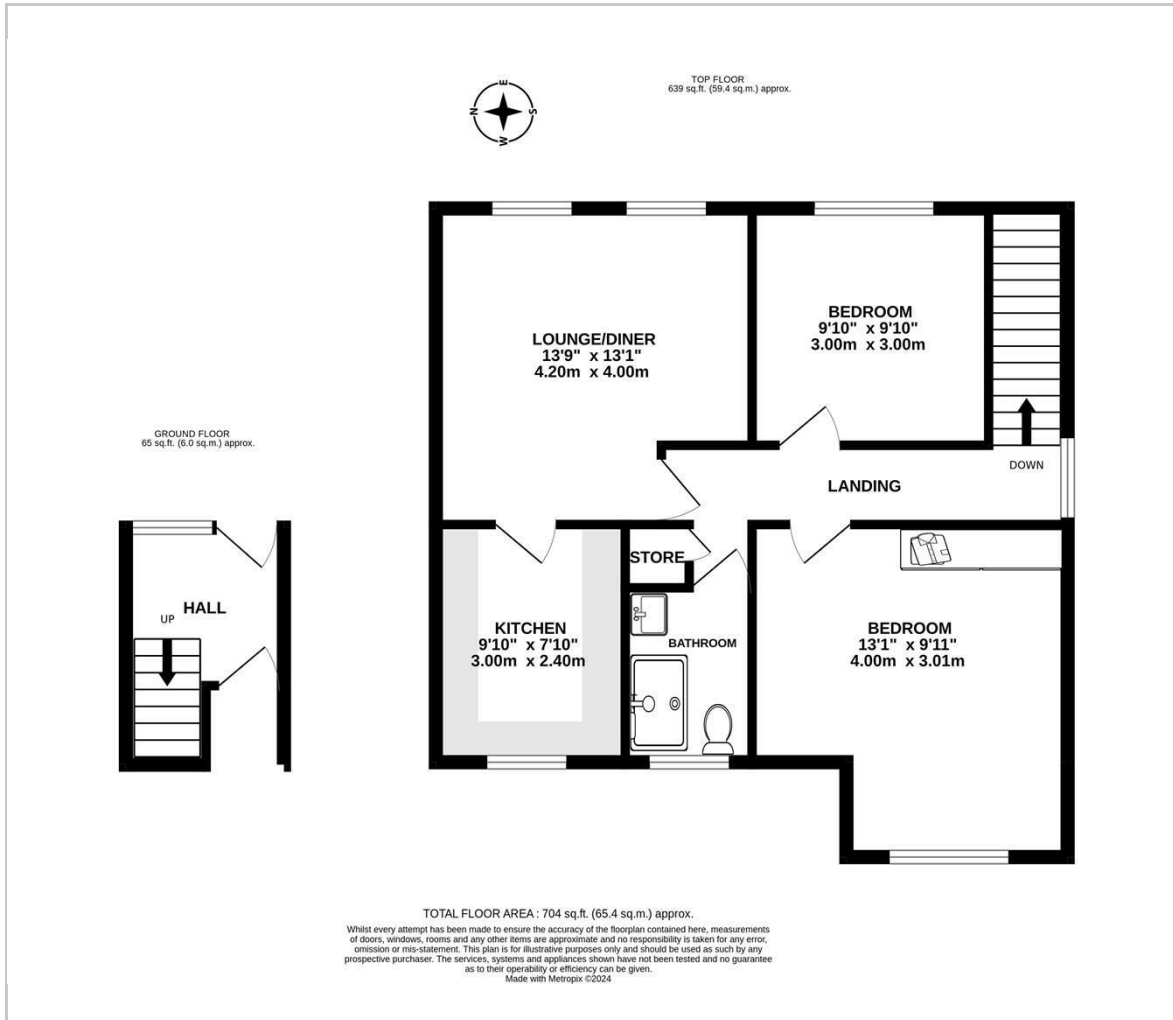 TOP FLOOR
639 sq.ft. (59.4 sq.m.) approx.
E
N
S
W
LOUNGE/DINER
13'9" x 13'1"
4.20m x 4.00m
BEDROOM
9'10" x 9'10"
3.00m x 3.00m
DOWN
LANDING
GROUND FLOOR
65 sq.ft. (6.0 sq.m.) approx.
HALL
UP
STORE
KITCHEN
9'10" x 7'10"
3.00m x 2.40m
BATHROOM
BEDROOM
13'1" x 9'11"
4.00m x 3.01m
TOTAL FLOOR AREA : 704 sq.ft. (65.4 sq.m.) approx.
Whilst every attempt has been made to ensure the accuracy of the floorplan contained here, measurements
of doors, windows, rooms and any other items are approximate and no responsibility is taken for any error,
omission or mis-statement. This plan is for illustrative purposes only and should be used as such by any
prospective purchaser. The services, systems and appliances shown have not been tested and no guarantee
as to their operability or efficiency can be given.
Made with Metropix ©2024